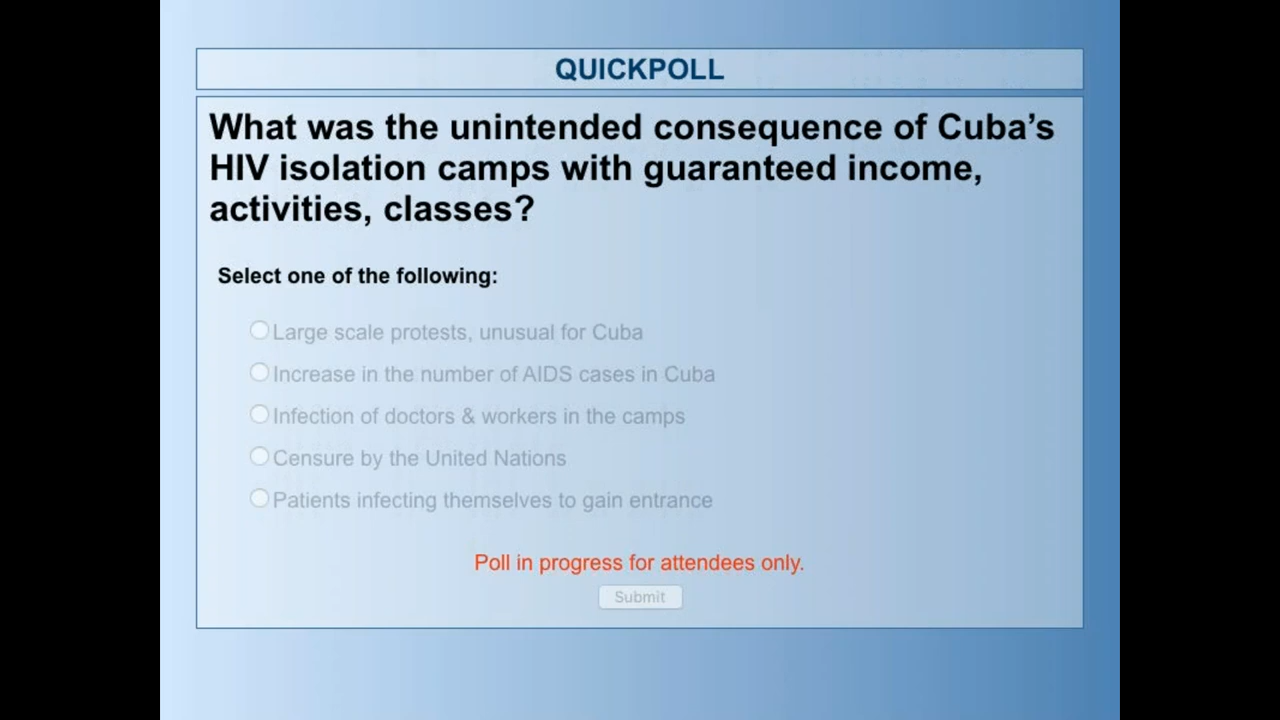 QUICKPOLL
What was the unintended consequence of Cuba’s
HIV isolation camps with guaranteed income,
activities, classes?
Select one of the following:
Large scale protests, unusual for Cuba
Increase in the number of AIDS cases in Cuba
Infection of doctors & workers in the camps
Censure by the United Nations
Patients infecting themselves to gain entrance
Poll in progress for attendees only.
Submit